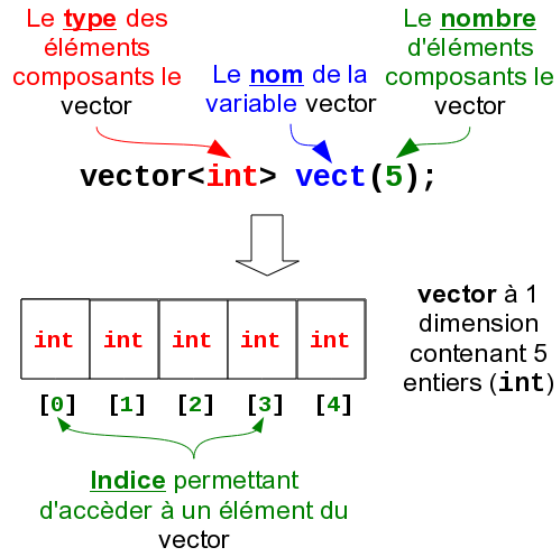 Le type des
éléments
composants le
vector
Le nom de la
variable vector
Le nombre
d'éléments
composants le
vector
vector<int> vect(5);
int int int int int
[0] [1] [2] [3] [4]
vector à 1
dimension
contenant 5
entiers (int)
Indice permettant
d'accèder à un élément du
vector